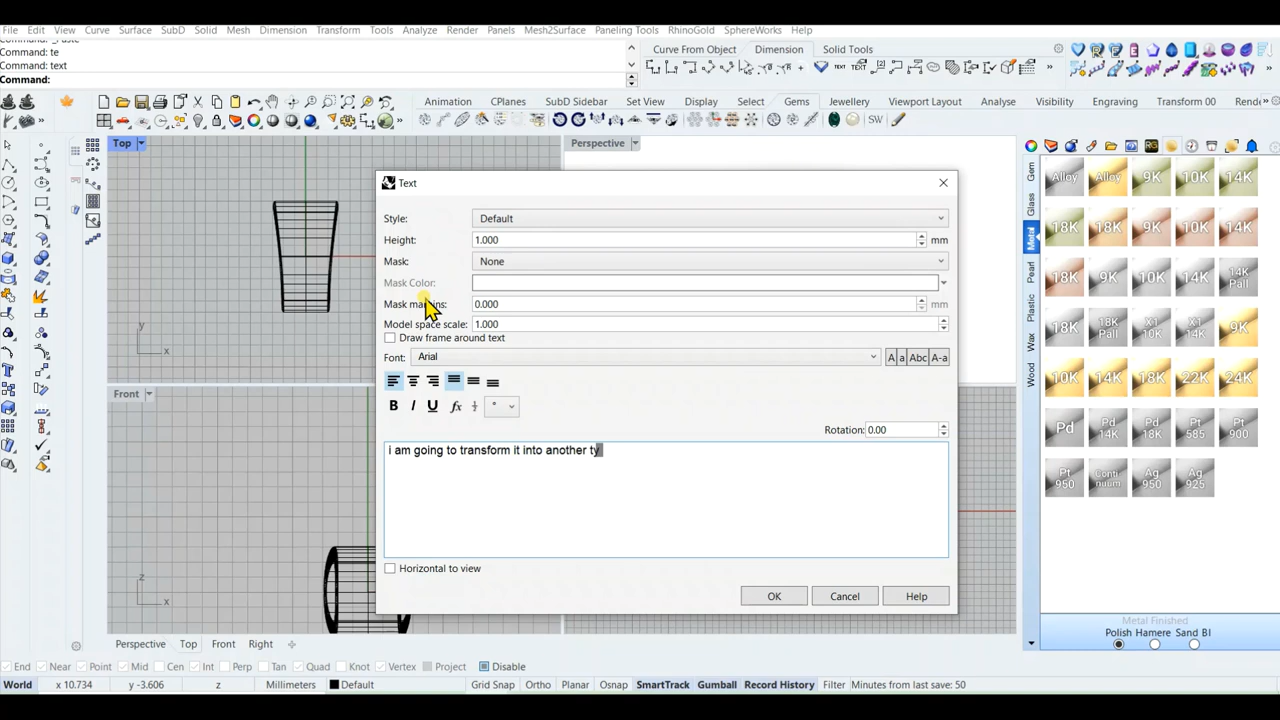 File Edit View Curve Surface SubD Solid Mesh Dimension Transform Tools Analyze Render Panels Mesh2Surface Paneling Tools RhinoGold SphereWorks Help
Command: te
Command: text
Command:
Curve From Object Dimension Solid Tools
Animation CPlanes SubD Sidebar Set View Display Select Gems Jewellery Viewport Layout Analyse Visibility Engraving Transform 00 Rende
SW
Top
Perspective
Text
Style: Default
Height: 1.000 mm
Mask: None
Mask Color:
Mask margins: 0.000 mm
Model space scale: 1.000
Draw frame around text
Font: Arial A a Abc A-a
B I U fx °
Rotation: 0.00
i am going to transform it into another ty
Horizontal to view
OK Cancel Help
y
x
Front
z
x
Gem
Glass
Metal
Pearl
Plastic
Wax
Wood
Alloy Alloy 9K 10K 14K
18K 18K 9K 10K 14K
18K 9K 10K 14K 14K Pall
18K 18K Pall X1 10K X1 14K 9K
10K 14K 18K 22K 24K
Pd Pd 14K Pd 18K Pt 585 Pt 900
Pt 950 Conti nuum Ag 950 Ag 925
Metal Finished
Polish Hamere Sand Bl
Perspective Top Front Right
End Near Point Mid Cen Int Perp Tan Quad Knot Vertex Project Disable
World x 10.734 y -3.606 z Millimeters Default Grid Snap Ortho Planar Osnap SmartTrack Gumball Record History Filter Minutes from last save: 50